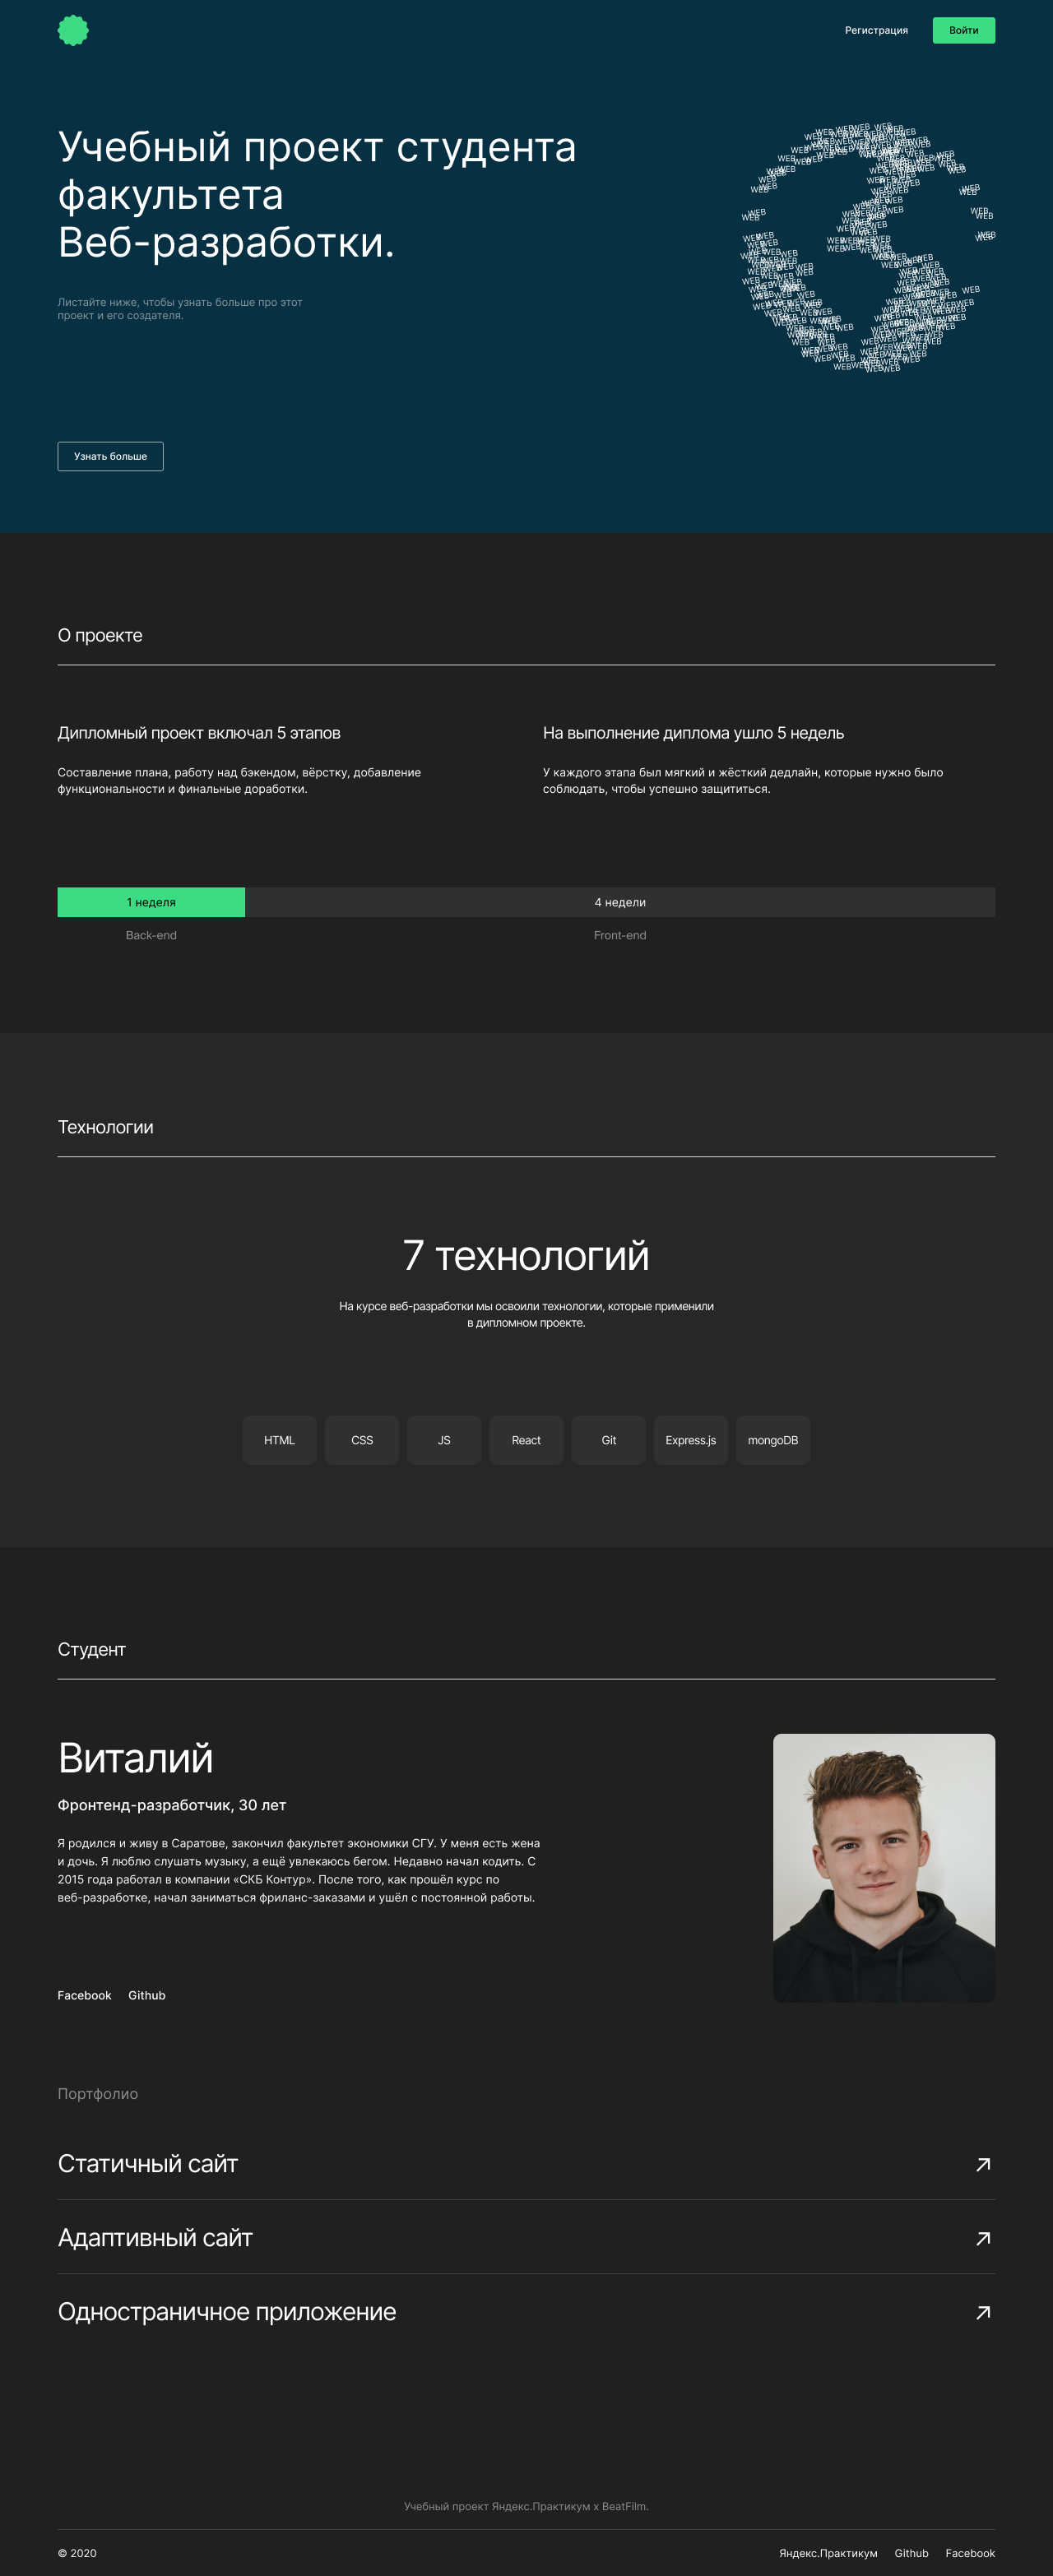 Регистрация
Войти
Учебный проект студента
факультета
Веб-разработки.
Листайте ниже, чтобы узнать больше про этот
проект и его создателя.
WEB
Узнать больше
О проекте
Дипломный проект включал 5 этапов
Составление плана, работу над бэкендом, вёрстку, добавление
функциональности и финальные доработки.
На выполнение диплома ушло 5 недель
У каждого этапа был мягкий и жёсткий дедлайн, которые нужно было
соблюдать, чтобы успешно защититься.
1 неделя
4 недели
Back-end
Front-end
Технологии
7 технологий
На курсе веб-разработки мы освоили технологии, которые применили
в дипломном проекте.
HTML
CSS
JS
React
Git
Express.js
mongoDB
Студент
Виталий
Фронтенд-разработчик, 30 лет
Я родился и живу в Саратове, закончил факультет экономики СГУ. У меня есть жена
и дочь. Я люблю слушать музыку, а ещё увлекаюсь бегом. Недавно начал кодить. С
2015 года работал в компании «СКБ Контур». После того, как прошёл курс по
веб-разработке, начал заниматься фриланс-заказами и ушёл с постоянной работы.
Facebook
Github
Портфолио
Статичный сайт
Адаптивный сайт
Одностраничное приложение
Учебный проект Яндекс.Практикум х BeatFilm.
© 2020
Яндекс.Практикум
Github
Facebook